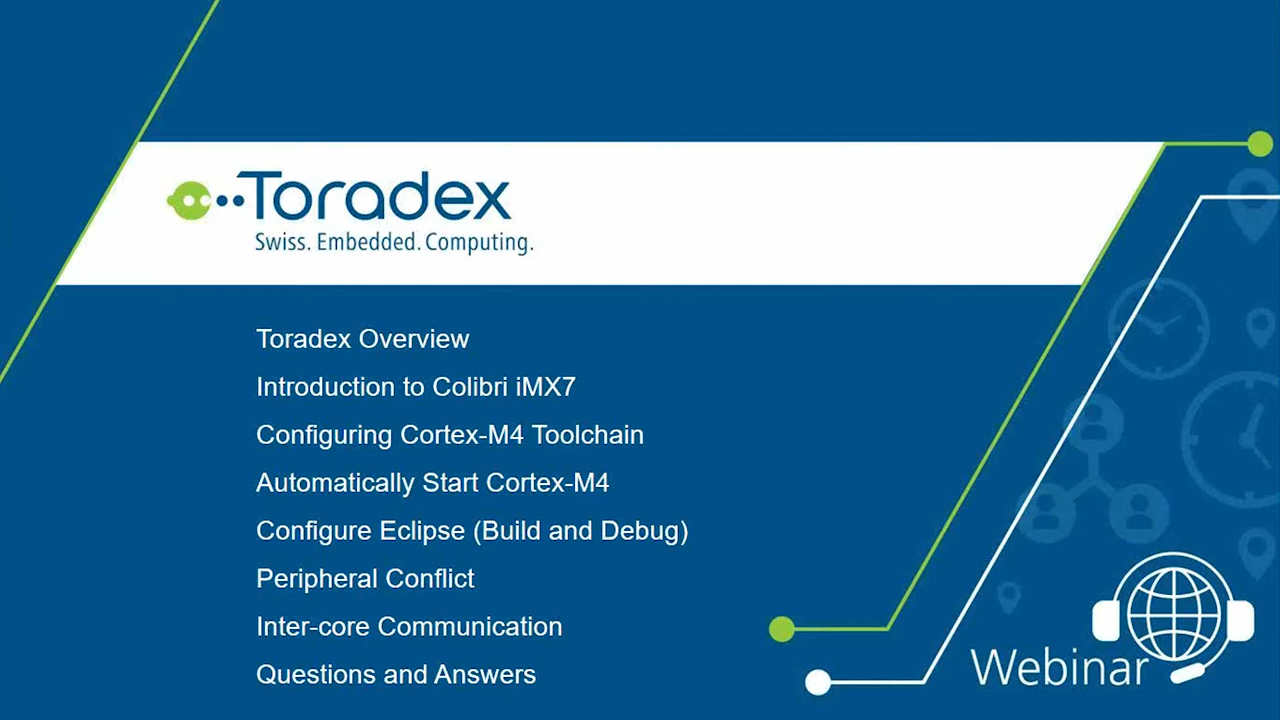 Toradex
Swiss. Embedded. Computing.
Toradex Overview
Introduction to Colibri iMX7
Configuring Cortex-M4 Toolchain
Automatically Start Cortex-M4
Configure Eclipse (Build and Debug)
Peripheral Conflict
Inter-core Communication
Questions and Answers
Webinar